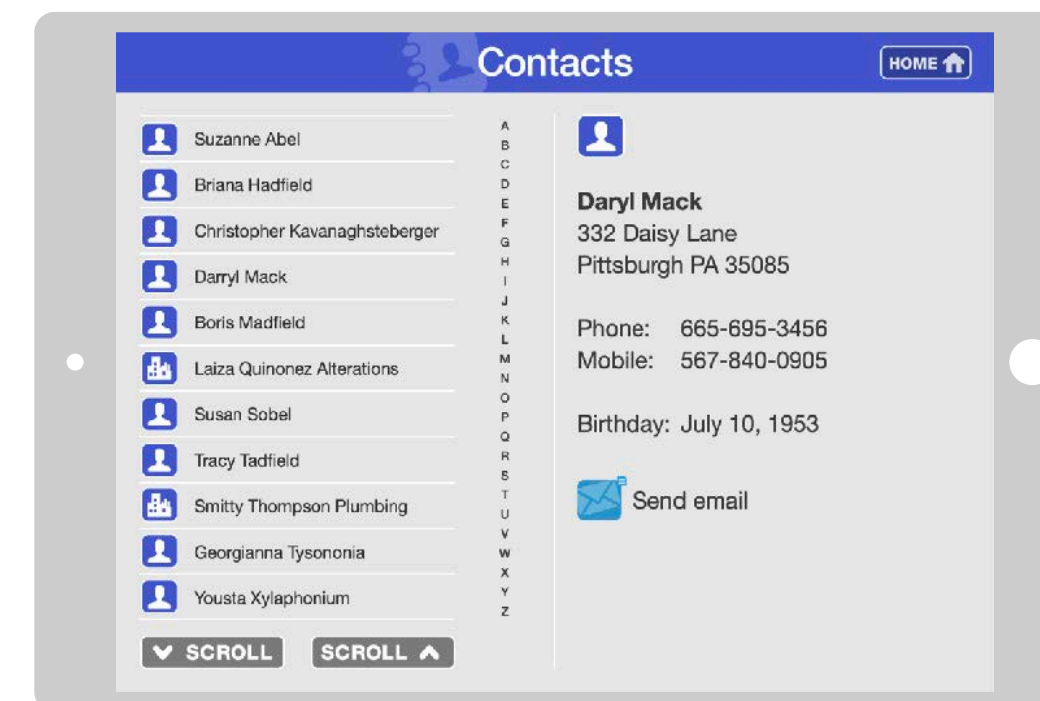 Contacts
HOME
Suzanne Abel
Briana Hadfield
Christopher Kavanaghsteberger
Darryl Mack
Boris Madfield
Laiza Quinonez Alterations
Susan Sobel
Tracy Tadfield
Smitty Thompson Plumbing
Georgianna Tysononia
Yousta Xylaphonium
SCROLL
SCROLL
A
B
C
D
E
F
G
H
I
J
K
L
M
N
O
P
Q
R
S
T
U
V
W
X
Y
Z
Daryl Mack
332 Daisy Lane
Pittsburgh PA 35085
Phone: 665-695-3456
Mobile: 567-840-0905
Birthday: July 10, 1953
Send email